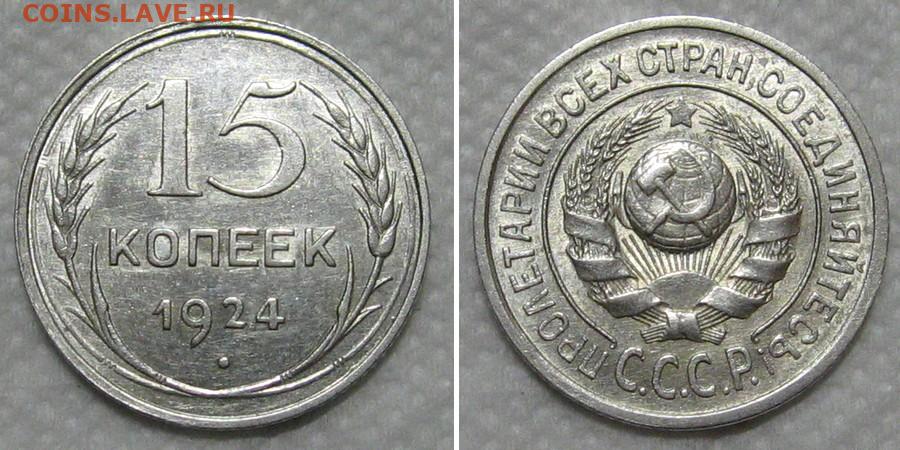 COINS.LAVE.RU
15
КОПЕЕК
1924
ПРОЛЕТАРИИ ВСЕХ СТРАН, СОЕДИНЯЙТЕСЬ!
С.С.С.Р.